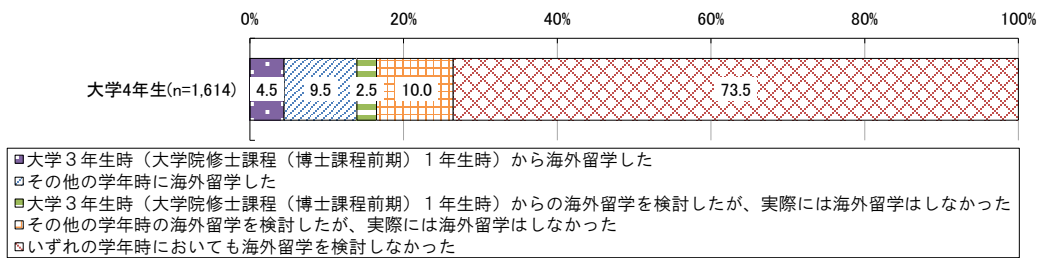 0% 20% 40% 60% 80% 100%
大学4年生(n=1,614) 4.5 9.5 2.5 10.0 73.5
大学３年生時（大学院修士課程（博士課程前期）１年生時）から海外留学した
その他の学年時に海外留学した
大学３年生時（大学院修士課程（博士課程前期）１年生時）からの海外留学を検討したが、実際には海外留学はしなかった
その他の学年時の海外留学を検討したが、実際には海外留学はしなかった
いずれの学年時においても海外留学を検討しなかった